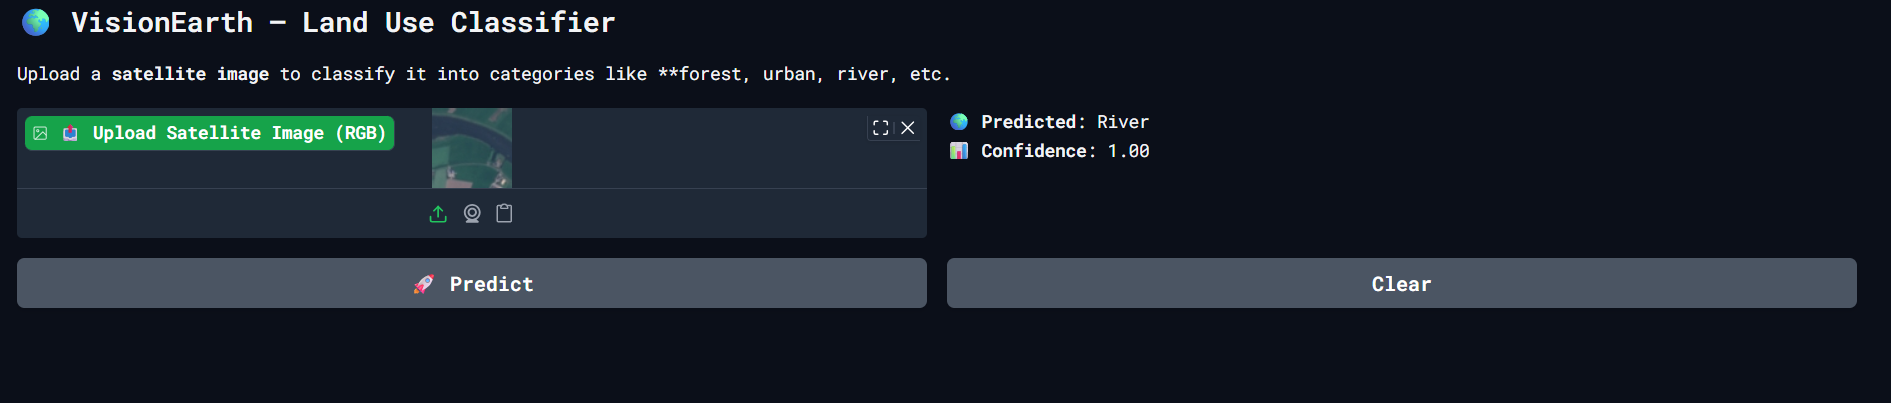 VisionEarth – Land Use Classifier
Upload a satellite image to classify it into categories like **forest, urban, river, etc.
Upload Satellite Image (RGB)
Predicted: River
Confidence: 1.00
Predict
Clear